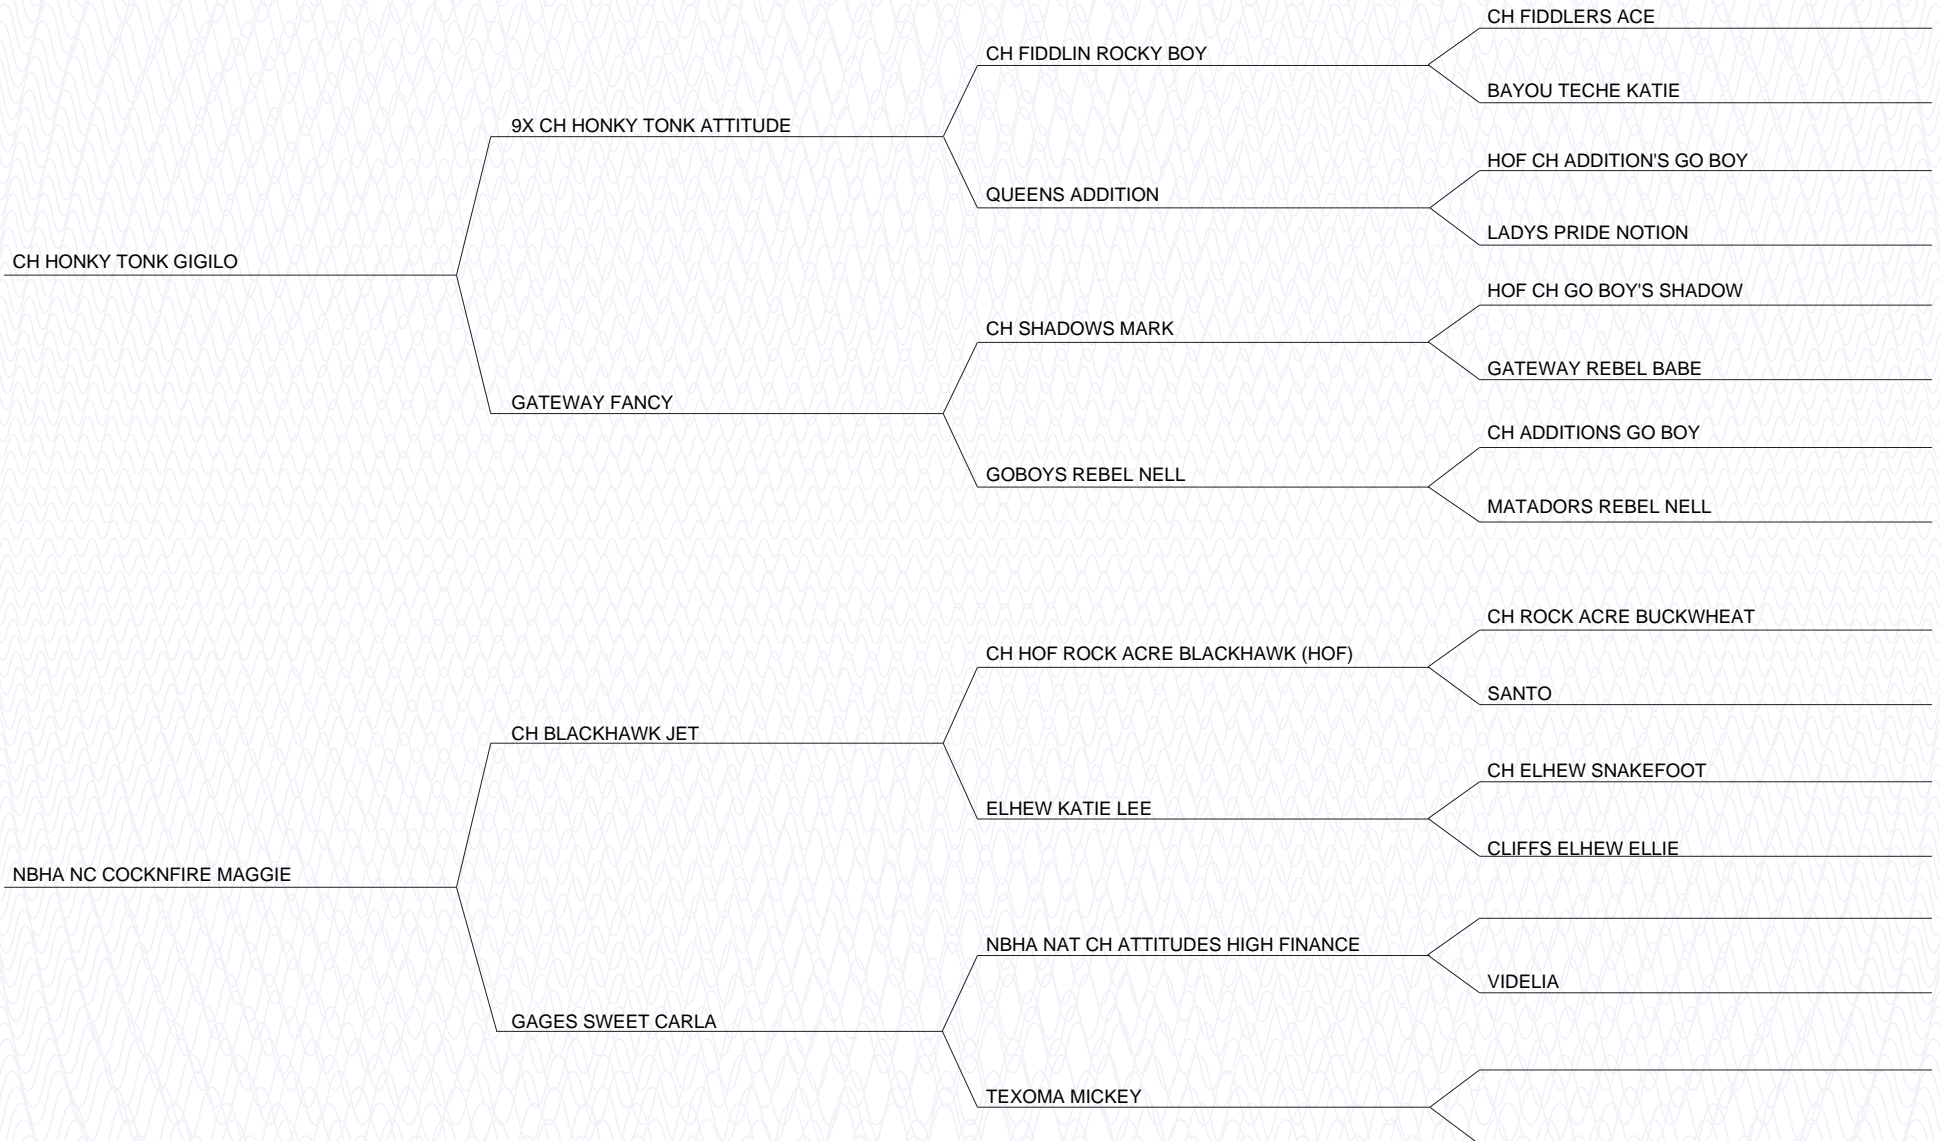 CH FIDDLERS ACE
CH FIDDLIN ROCKY BOY
BAYOU TECHE KATIE
9X CH HONKY TONK ATTITUDE
HOF CH ADDITION'S GO BOY
QUEENS ADDITION
LADYS PRIDE NOTION
CH HONKY TONK GIGILO
HOF CH GO BOY'S SHADOW
CH SHADOWS MARK
GATEWAY REBEL BABE
GATEWAY FANCY
CH ADDITIONS GO BOY
GOBOYS REBEL NELL
MATADORS REBEL NELL
CH ROCK ACRE BUCKWHEAT
CH HOF ROCK ACRE BLACKHAWK (HOF)
SANTO
CH BLACKHAWK JET
CH ELHEW SNAKEFOOT
ELHEW KATIE LEE
CLIFFS ELHEW ELLIE
NBHA NC COCKNFIRE MAGGIE
NBHA NAT CH ATTITUDES HIGH FINANCE
VIDELIA
GAGES SWEET CARLA
TEXOMA MICKEY